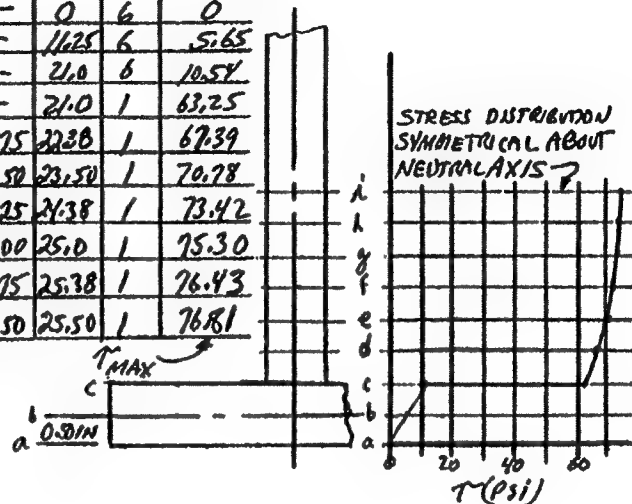 — 0 6 0
— 11.25 6 5.65
— 21.0 6 10.54
— 21.0 1 63.25
75 22.38 1 67.39
50 23.50 1 70.78
25 24.38 1 73.42
00 25.0 1 75.30
75 25.38 1 76.43
50 25.50 1 76.81
τMAX
STRESS DISTRIBUTION
SYMMETRICAL ABOUT
NEUTRAL AXIS
i
h
g
f
e
d
c c
b b
a 0.50IN a
0 20 40 60
τ(Psi)